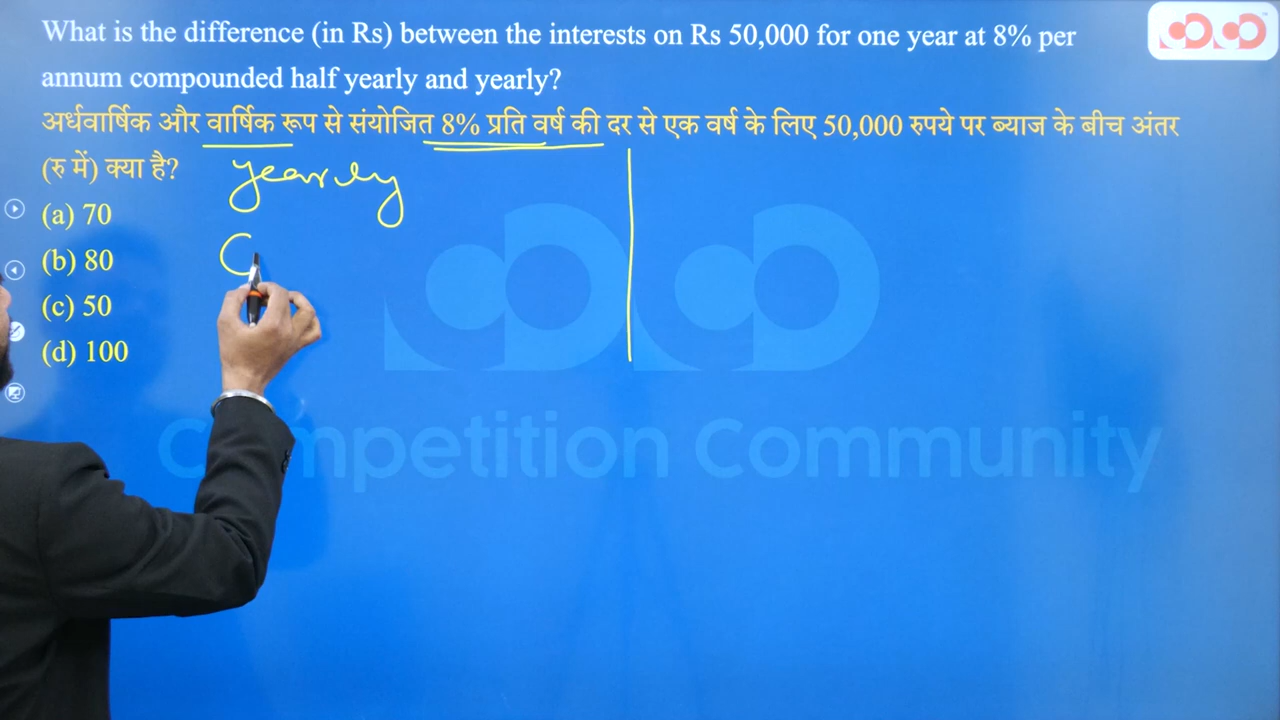 What is the difference (in Rs) between the interests on Rs 50,000 for one year at 8% per
annum compounded half yearly and yearly?
अर्धवार्षिक और वार्षिक रूप से संयोजित 8% प्रति वर्ष की दर से एक वर्ष के लिए 50,000 रुपये पर ब्याज के बीच अंतर
(रु में) क्या है?
yearly
(a) 70
C
(b) 80
(c) 50
(d) 100
Competition Community